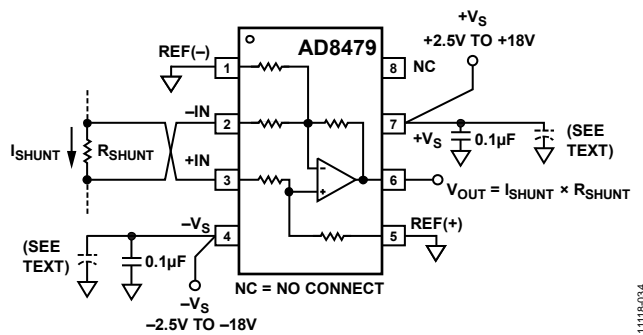 +VS
+2.5V TO +18V
AD8479
REF(–)
1
8
NC
–IN
2
7
+VS
0.1µF
(SEE TEXT)
ISHUNT
RSHUNT
+IN
3
6
VOUT = ISHUNT × RSHUNT
–
+
–VS
4
5
REF(+)
(SEE TEXT)
0.1µF
NC = NO CONNECT
–VS
–2.5V TO –18V
11118-034